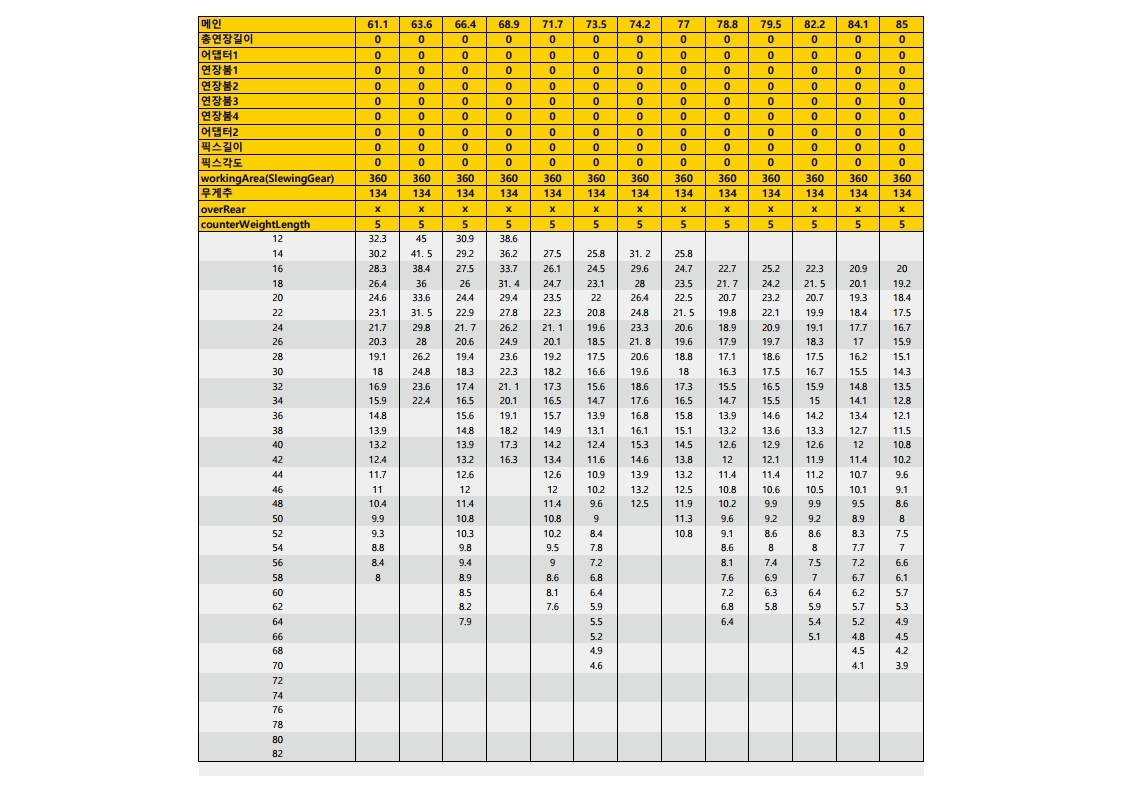 메인 61.1 63.6 66.4 68.9 71.7 73.5 74.2 77 78.8 79.5 82.2 84.1 85
총연장길이 0 0 0 0 0 0 0 0 0 0 0 0 0
어댑터1 0 0 0 0 0 0 0 0 0 0 0 0 0
연장붐1 0 0 0 0 0 0 0 0 0 0 0 0 0
연장붐2 0 0 0 0 0 0 0 0 0 0 0 0 0
연장붐3 0 0 0 0 0 0 0 0 0 0 0 0 0
연장붐4 0 0 0 0 0 0 0 0 0 0 0 0 0
어댑터2 0 0 0 0 0 0 0 0 0 0 0 0 0
픽스길이 0 0 0 0 0 0 0 0 0 0 0 0 0
픽스각도 0 0 0 0 0 0 0 0 0 0 0 0 0
workingArea(SlewingGear) 360 360 360 360 360 360 360 360 360 360 360 360 360
무게추 134 134 134 134 134 134 134 134 134 134 134 134 134
overRear x x x x x x x x x x x x x
counterWeightLength 5 5 5 5 5 5 5 5 5 5 5 5 5
12 32.3 45 30.9 38.6
14 30.2 41. 5 29.2 36.2 27.5 25.8 31. 2 25.8
16 28.3 38.4 27.5 33.7 26.1 24.5 29.6 24.7 22.7 25.2 22.3 20.9 20
18 26.4 36 26 31. 4 24.7 23.1 28 23.5 21. 7 24.2 21. 5 20.1 19.2
20 24.6 33.6 24.4 29.4 23.5 22 26.4 22.5 20.7 23.2 20.7 19.3 18.4
22 23.1 31. 5 22.9 27.8 22.3 20.8 24.8 21. 5 19.8 22.1 19.9 18.4 17.5
24 21.7 29.8 21. 7 26.2 21. 1 19.6 23.3 20.6 18.9 20.9 19.1 17.7 16.7
26 20.3 28 20.6 24.9 20.1 18.5 21. 8 19.6 17.9 19.7 18.3 17 15.9
28 19.1 26.2 19.4 23.6 19.2 17.5 20.6 18.8 17.1 18.6 17.5 16.2 15.1
30 18 24.8 18.3 22.3 18.2 16.6 19.6 18 16.3 17.5 16.7 15.5 14.3
32 16.9 23.6 17.4 21. 1 17.3 15.6 18.6 17.3 15.5 16.5 15.9 14.8 13.5
34 15.9 22.4 16.5 20.1 16.5 14.7 17.6 16.5 14.7 15.5 15 14.1 12.8
36 14.8 15.6 19.1 15.7 13.9 16.8 15.8 13.9 14.6 14.2 13.4 12.1
38 13.9 14.8 18.2 14.9 13.1 16.1 15.1 13.2 13.6 13.3 12.7 11.5
40 13.2 13.9 17.3 14.2 12.4 15.3 14.5 12.6 12.9 12.6 12 10.8
42 12.4 13.2 16.3 13.4 11.6 14.6 13.8 12 12.1 11.9 11.4 10.2
44 11.7 12.6 12.6 10.9 13.9 13.2 11.4 11.4 11.2 10.7 9.6
46 11 12 12 10.2 13.2 12.5 10.8 10.6 10.5 10.1 9.1
48 10.4 11.4 11.4 9.6 12.5 11.9 10.2 9.9 9.9 9.5 8.6
50 9.9 10.8 10.8 9 11.3 9.6 9.2 9.2 8.9 8
52 9.3 10.3 10.2 8.4 10.8 9.1 8.6 8.6 8.3 7.5
54 8.8 9.8 9.5 7.8 8.6 8 8 7.7 7
56 8.4 9.4 9 7.2 8.1 7.4 7.5 7.2 6.6
58 8 8.9 8.6 6.8 7.6 6.9 7 6.7 6.1
60 8.5 8.1 6.4 7.2 6.3 6.4 6.2 5.7
62 8.2 7.6 5.9 6.8 5.8 5.9 5.7 5.3
64 7.9 5.5 6.4 5.4 5.2 4.9
66 5.2 5.1 4.8 4.5
68 4.9 4.5 4.2
70 4.6 4.1 3.9
72
74
76
78
80
82